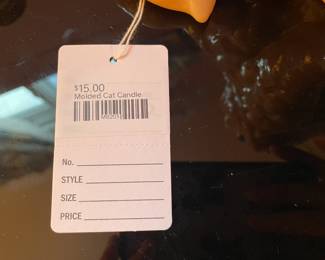 $15.00
Molded Cat Candle
No.
STYLE
SIZE
PRICE